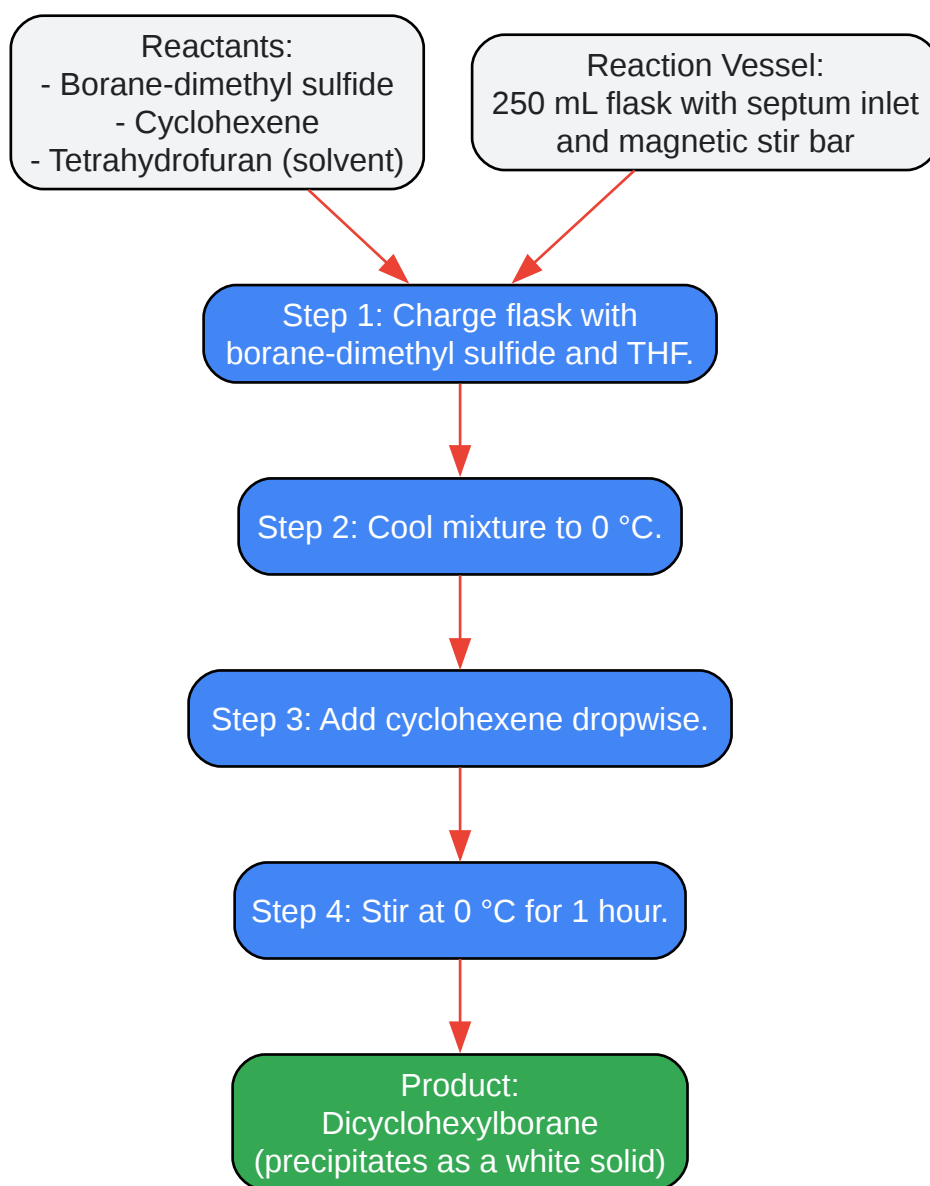 Reactants:
- Borane-dimethyl sulfide
- Cyclohexene
- Tetrahydrofuran (solvent)
Reaction Vessel:
250 mL flask with septum inlet
and magnetic stir bar
Step 1: Charge flask with
borane-dimethyl sulfide and THF.
Step 2: Cool mixture to 0 °C.
Step 3: Add cyclohexene dropwise.
Step 4: Stir at 0 °C for 1 hour.
Product:
Dicyclohexylborane
(precipitates as a white solid)